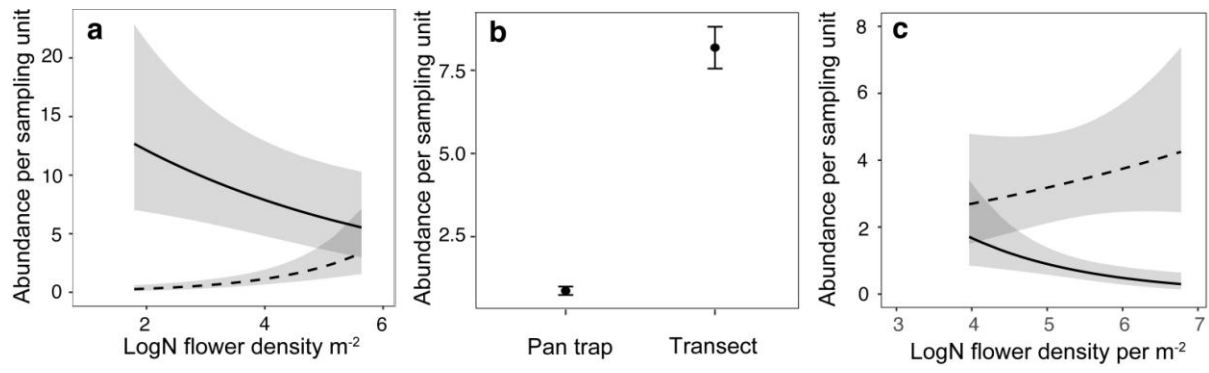 a
Abundance per sampling unit
20
15
10
5
0
2
4
6
LogN flower density m-2
b
Abundance per sampling unit
7.5
5.0
2.5
Pan trap
Transect
c
Abundance per sampling unit
8
6
4
2
0
3
4
5
6
7
LogN flower density per m-2